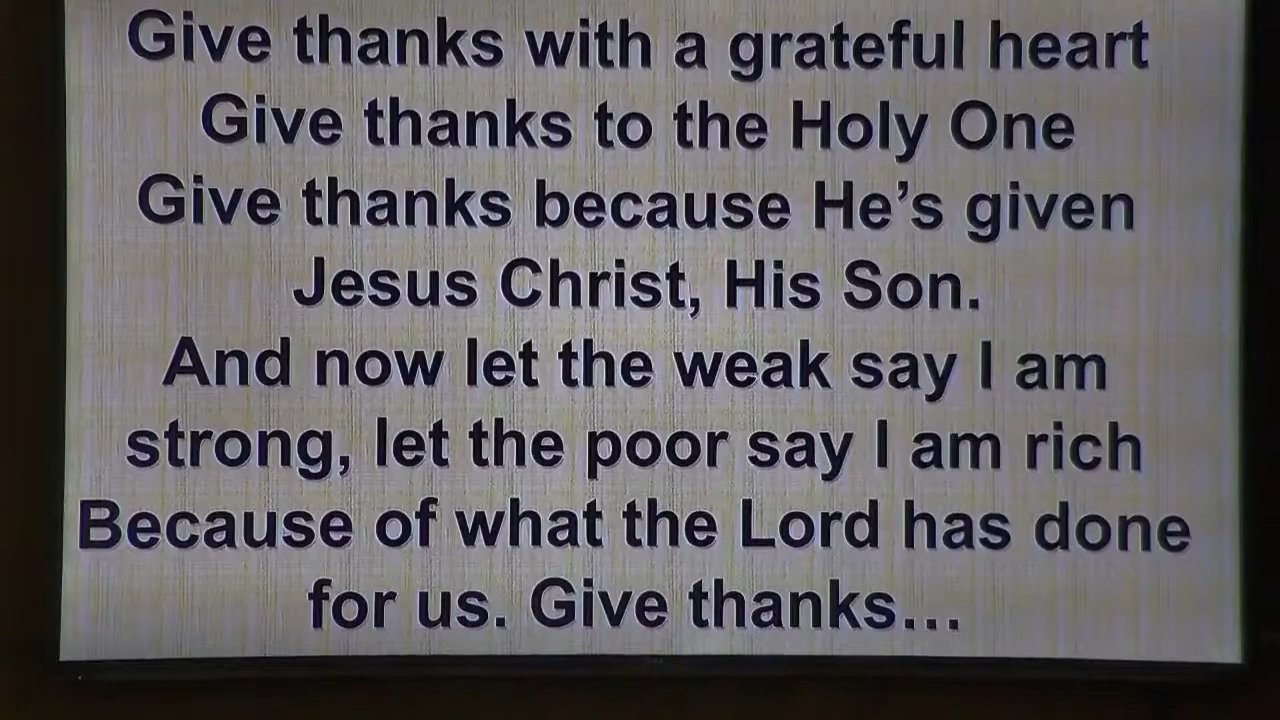 Give thanks with a grateful heart
Give thanks to the Holy One
Give thanks because He’s given
Jesus Christ, His Son.
And now let the weak say I am
strong, let the poor say I am rich
Because of what the Lord has done
for us. Give thanks...